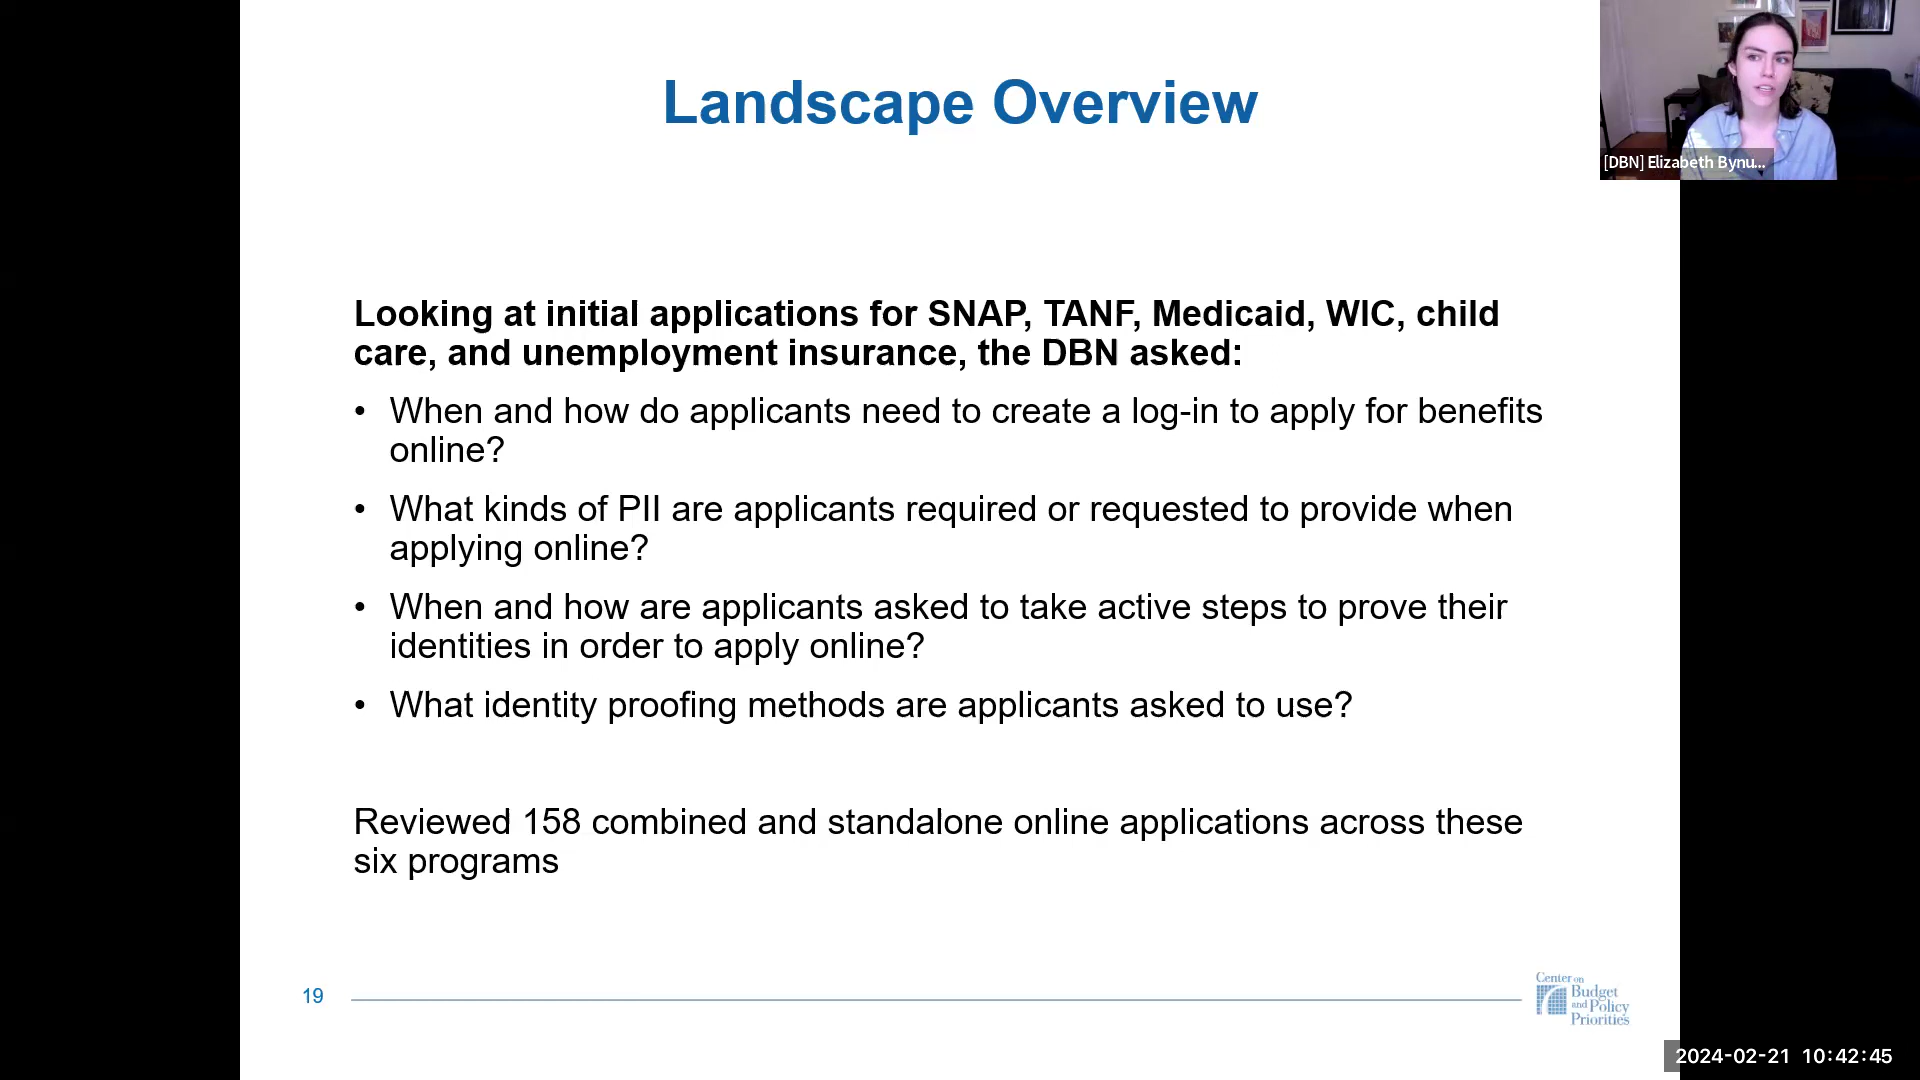 Landscape Overview
[DBN] Elizabeth Bynu...
Looking at initial applications for SNAP, TANF, Medicaid, WIC, child
care, and unemployment insurance, the DBN asked:
• When and how do applicants need to create a log-in to apply for benefits
online?
• What kinds of PII are applicants required or requested to provide when
applying online?
• When and how are applicants asked to take active steps to prove their
identities in order to apply online?
• What identity proofing methods are applicants asked to use?
Reviewed 158 combined and standalone online applications across these
six programs
19
Center on
Budget
and Policy
Priorities
2024-02-21 10:42:45